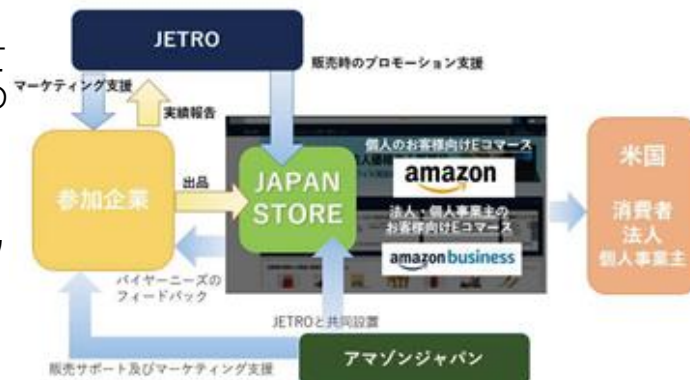 JETRO
販売時のプロモーション支援
マーケティング支援
実績報告
個人のお客様向けEコマース
amazon
参加企業
出品
JAPAN
STORE
法人・個人事業主の
お客様向けEコマース
amazon business
米国
消費者
法人
個人事業主
バイヤーニーズの
フィードバック
JETROと共同設置
アマゾンジャパン
販売サポート及びマーケティング支援